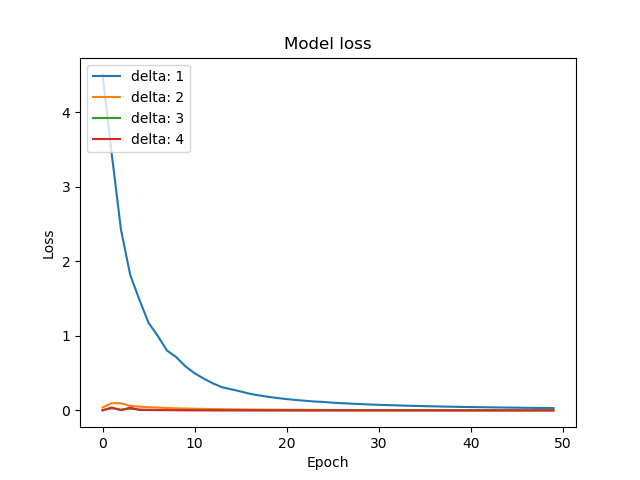 Model loss
delta: 1
delta: 2
delta: 3
delta: 4
Loss
4
3
2
1
0
0 10 20 30 40 50
Epoch